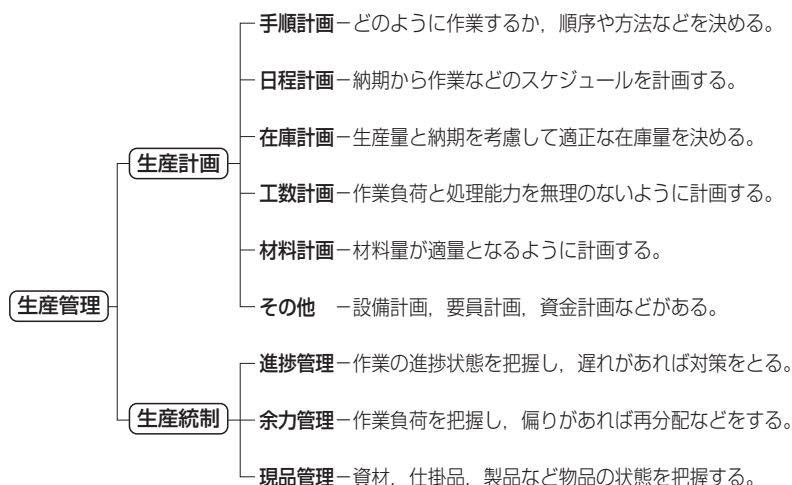 手順計画－どのように作業するか，順序や方法などを決める。
日程計画－納期から作業などのスケジュールを計画する。
在庫計画－生産量と納期を考慮して適正な在庫量を決める。
生産計画
工数計画－作業負荷と処理能力を無理のないように計画する。
材料計画－材料量が適量となるように計画する。
生産管理
その他　－設備計画，要員計画，資金計画などがある。
進捗管理－作業の進捗状態を把握し，遅れがあれば対策をとる。
生産統制
余力管理－作業負荷を把握し，偏りがあれば再分配などをする。
現品管理－資材，仕掛品，製品など物品の状態を把握する。